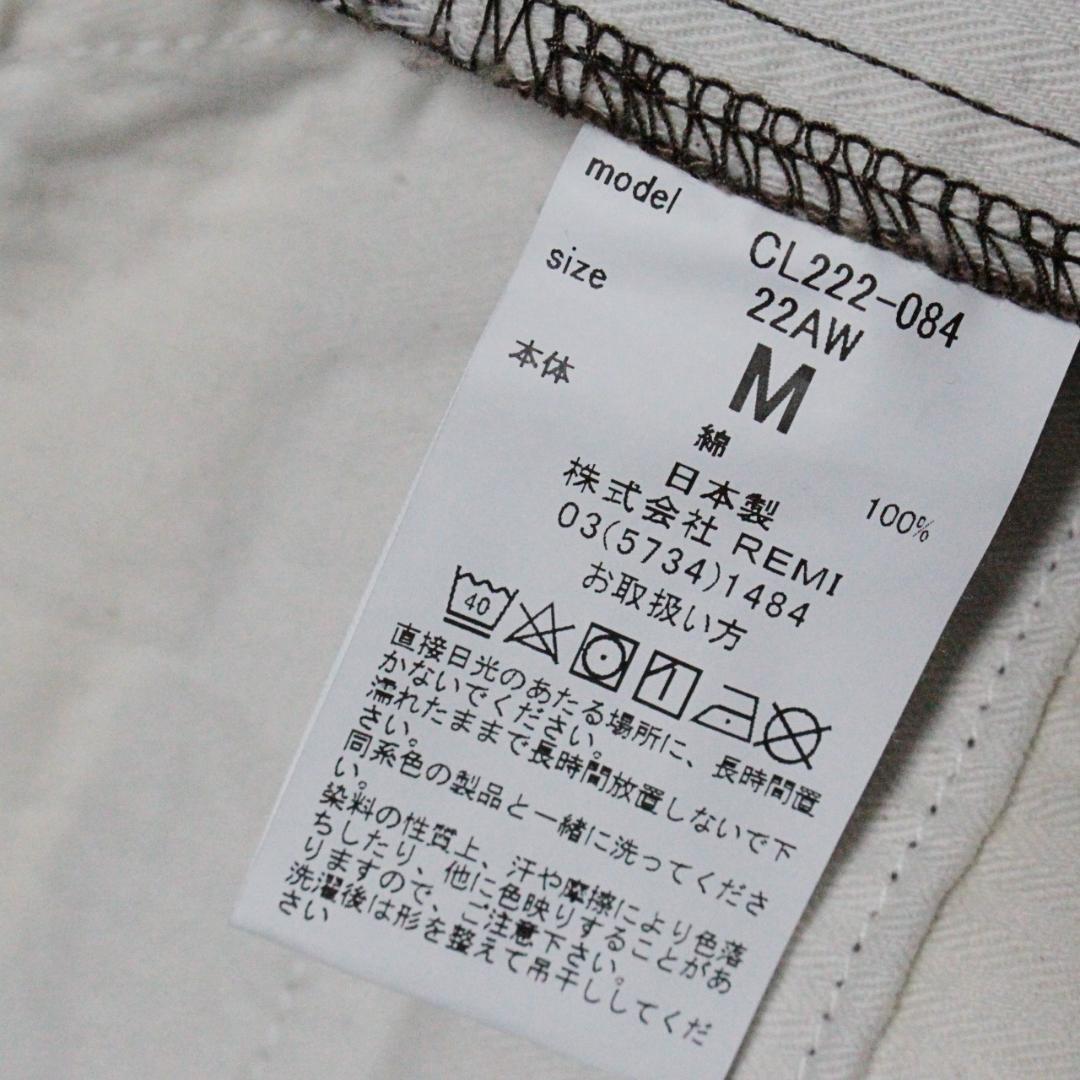 model
CL222-084
22AW
size
M
本体
綿 100%
日本製
株式会社 REMI
03(5734)1484
お取扱い方
40
直接日光のあたる場所に、長時間置
かないでください。
濡れたままで長時間放置しないで下
さい。
同系色の製品と一緒に洗ってくださ
い。
染料の性質上、汗や摩擦により色落
ちしたり、他に色映りすることがあ
りますので、ご注意下さい。
洗濯後は形を整えて吊干ししてくだ
さい